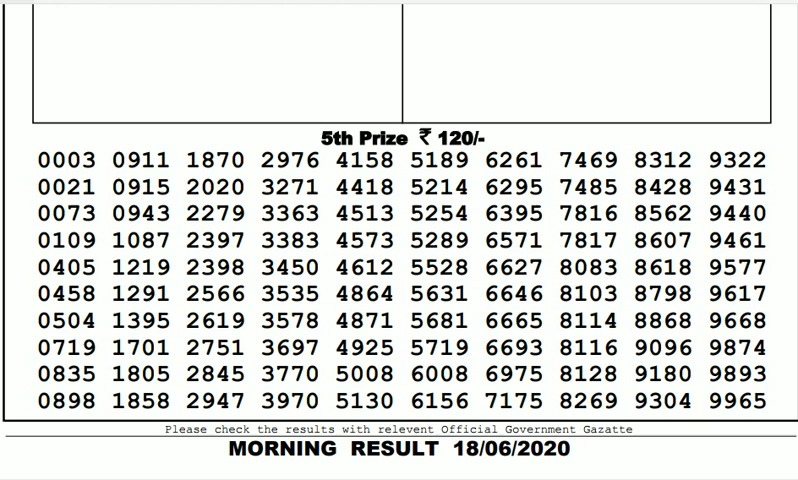 5th Prize ₹ 120/-
0003 0911 1870 2976 4158 5189 6261 7469 8312 9322
0021 0915 2020 3271 4418 5214 6295 7485 8428 9431
0073 0943 2279 3363 4513 5254 6395 7816 8562 9440
0109 1087 2397 3383 4573 5289 6571 7817 8607 9461
0405 1219 2398 3450 4612 5528 6627 8083 8618 9577
0458 1291 2566 3535 4864 5631 6646 8103 8798 9617
0504 1395 2619 3578 4871 5681 6665 8114 8868 9668
0719 1701 2751 3697 4925 5719 6693 8116 9096 9874
0835 1805 2845 3770 5008 6008 6975 8128 9180 9893
0898 1858 2947 3970 5130 6156 7175 8269 9304 9965
Please check the results with relevent Official Government Gazatte
MORNING RESULT 18/06/2020